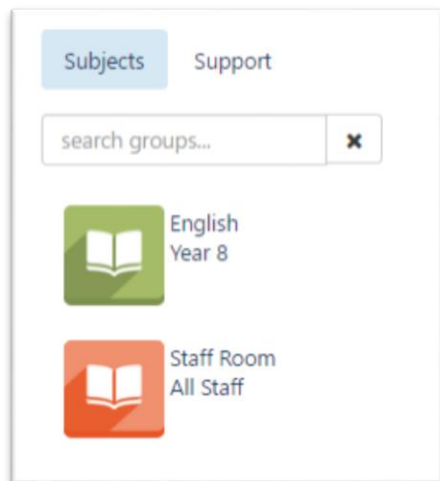 Subjects Support
search groups...
English
Year 8
Staff Room
All Staff